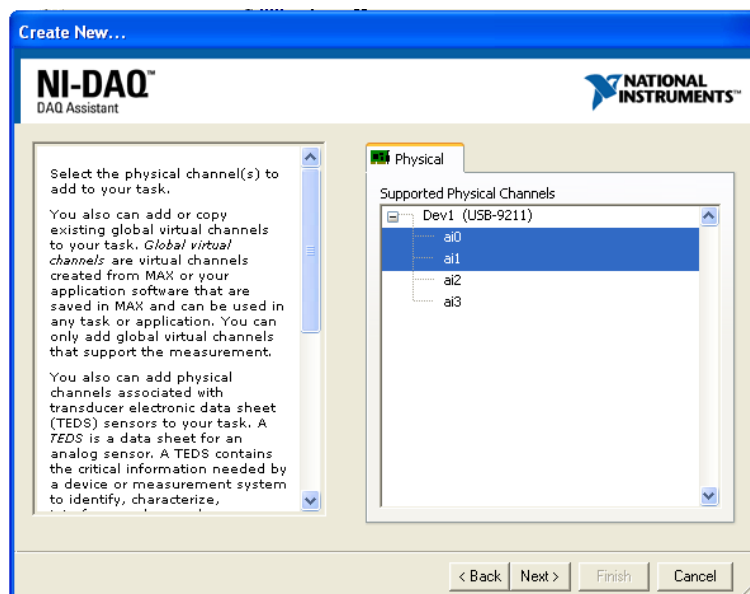 Create New...
NI-DAQ™
DAQ Assistant
NATIONAL
INSTRUMENTS™
Select the physical channel(s) to
add to your task.
You also can add or copy
existing global virtual channels
to your task. Global virtual
channels are virtual channels
created from MAX or your
application software that are
saved in MAX and can be used in
any task or application. You can
only add global virtual channels
that support the measurement.
You also can add physical
channels associated with
transducer electronic data sheet
(TEDS) sensors to your task. A
TEDS is a data sheet for an
analog sensor. A TEDS contains
the critical information needed by
a device or measurement system
to identify, characterize,
Physical
Supported Physical Channels
Dev1 (USB-9211)
ai0
ai1
ai2
ai3
< Back
Next >
Finish
Cancel